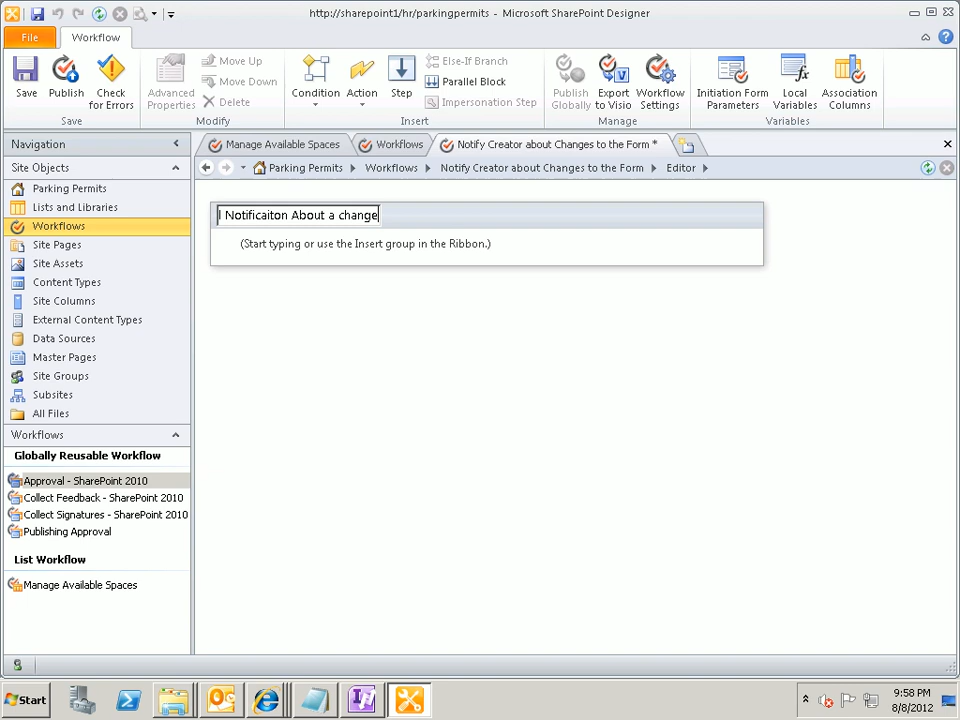 http://sharepoint1/hr/parkingpermits - Microsoft SharePoint Designer
File
Workflow
Save
Publish
Check for Errors
Save
Advanced Properties
Move Up
Move Down
Delete
Modify
Condition
Action
Step
Else-If Branch
Parallel Block
Impersonation Step
Insert
Publish Globally
Export to Visio
Workflow Settings
Manage
Initiation Form Parameters
Local Variables
Association Columns
Variables
Navigation
Manage Available Spaces
Workflows
Notify Creator about Changes to the Form *
Parking Permits
Workflows
Notify Creator about Changes to the Form
Editor
Site Objects
Parking Permits
Lists and Libraries
Workflows
Site Pages
Site Assets
Content Types
Site Columns
External Content Types
Data Sources
Master Pages
Site Groups
Subsites
All Files
Workflows
Globally Reusable Workflow
Approval - SharePoint 2010
Collect Feedback - SharePoint 2010
Collect Signatures - SharePoint 2010
Publishing Approval
List Workflow
Manage Available Spaces
l Notificaiton About a change
(Start typing or use the Insert group in the Ribbon.)
Start
9:58 PM
8/8/2012